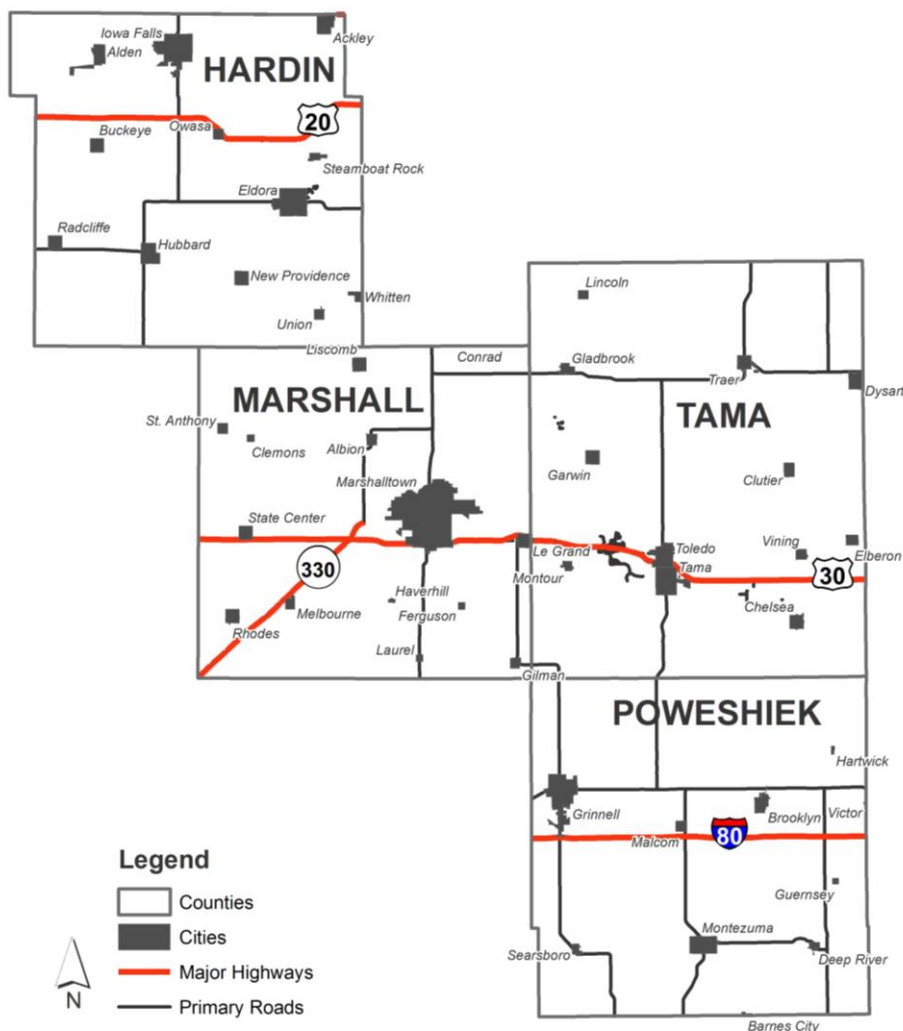 Iowa Falls
Ackley
Alden
HARDIN
20
Buckeye
Owasa
Steamboat Rock
Eldora
Radcliffe
Hubbard
New Providence
Whitten
Union
Lincoln
Liscomb
Conrad
Gladbrook
Traer
Dysart
MARSHALL
TAMA
St. Anthony
Clemons
Albion
Garwin
Clutier
Marshalltown
State Center
Le Grand
Toledo
Vining
Elberon
330
Montour
Tama
30
Haverhill
Chelsea
Melbourne
Ferguson
Rhodes
Laurel
Gilman
POWESHIEK
Hartwick
Grinnell
Brooklyn
Victor
Malcom
80
Guernsey
Montezuma
Searsboro
Deep River
Barnes City
Legend
Counties
Cities
Major Highways
Primary Roads
N